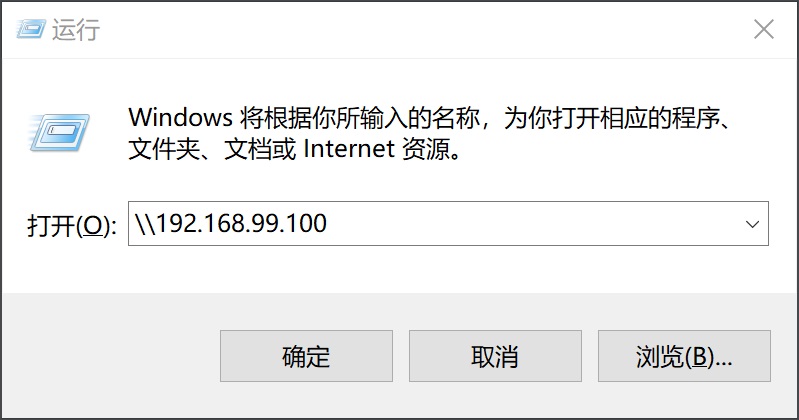 运行
Windows 将根据你所输入的名称，为你打开相应的程序、
文件夹、文档或 Internet 资源。
打开(O): \\192.168.99.100
确定 取消 浏览(B)...